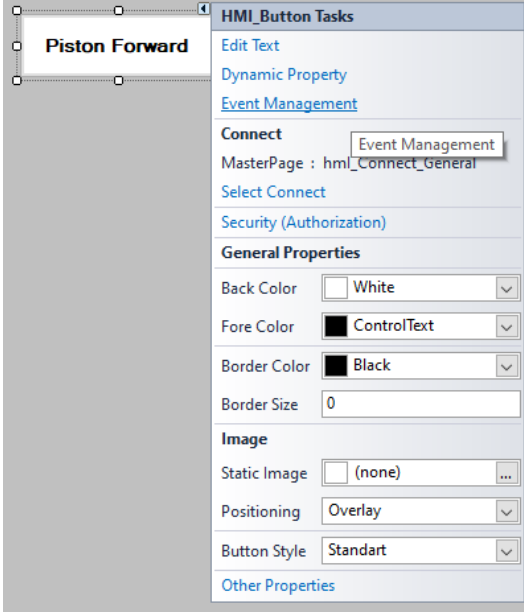 Piston Forward
HMI_Button Tasks
Edit Text
Dynamic Property
Event Management
Connect
Event Management
MasterPage : hml_Connect_General
Select Connect
Security (Authorization)
General Properties
Back Color White
Fore Color ControlText
Border Color Black
Border Size 0
Image
Static Image (none) ...
Positioning Overlay
Button Style Standart
Other Properties